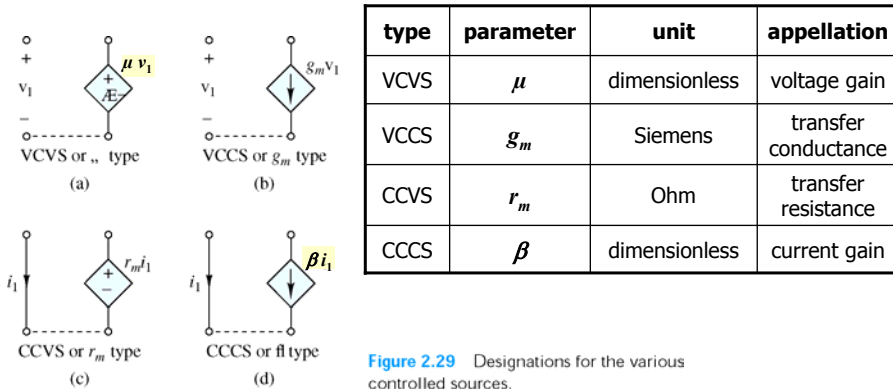 +
v₁
−
μ v₁
+
Æ−
VCVS or „ type
(a)
+
v₁
−
gₘv₁
VCCS or gₘ type
(b)
i₁
rₘi₁
+
−
CCVS or rₘ type
(c)
i₁
βi₁
CCCS or fl type
(d)
type parameter unit appellation
VCVS μ dimensionless voltage gain
VCCS gₘ Siemens transfer
conductance
CCVS rₘ Ohm transfer
resistance
CCCS β dimensionless current gain
Figure 2.29 Designations for the various
controlled sources.